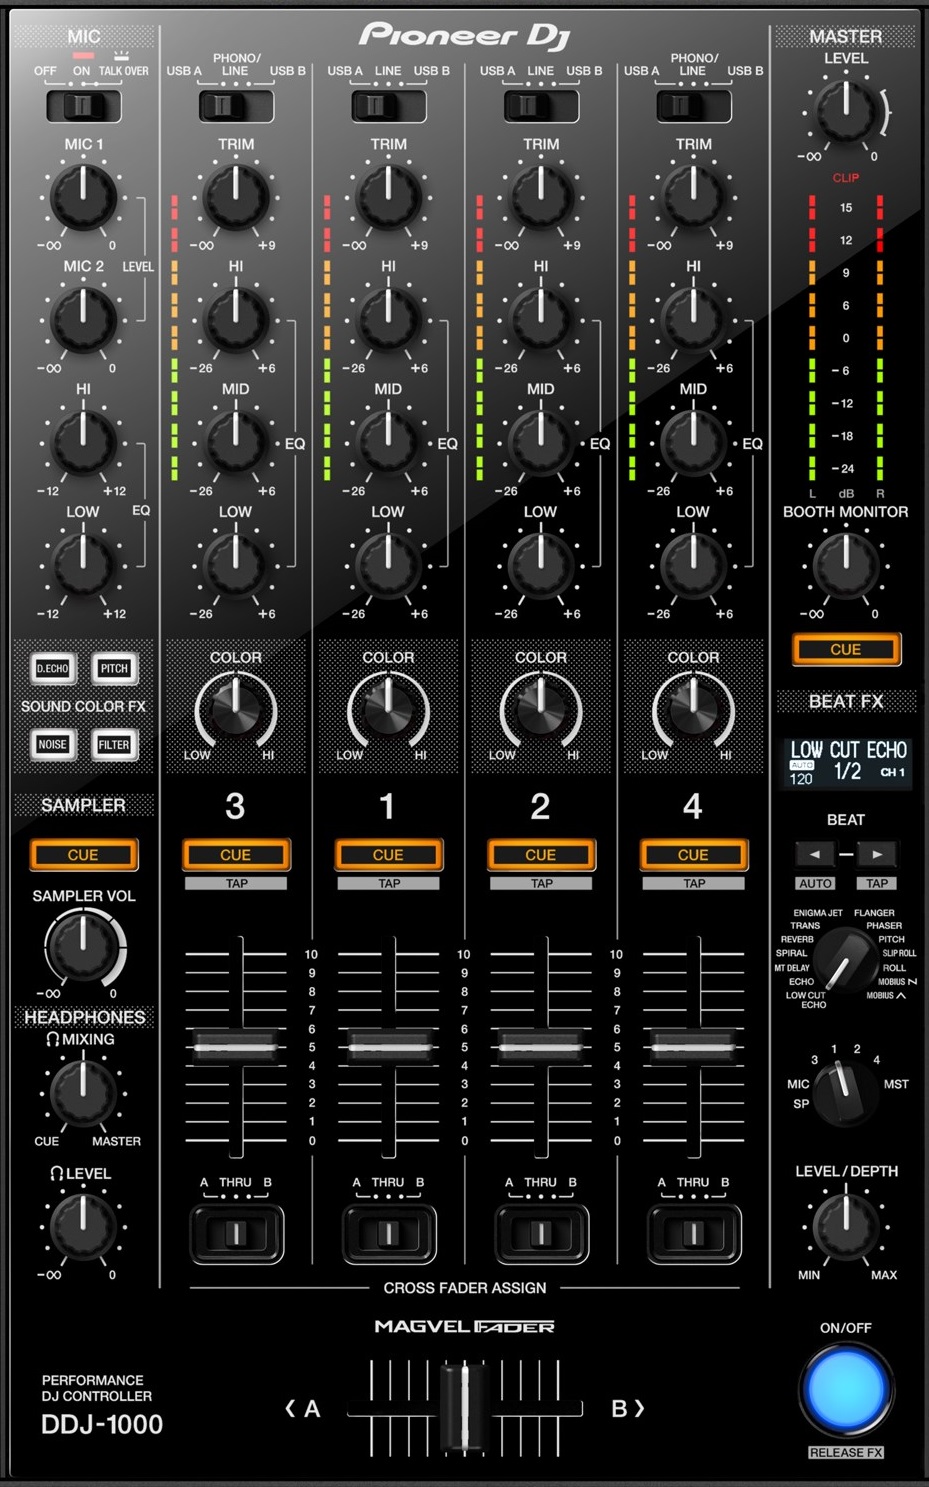 MIC
Pioneer Dj
MASTER
OFF ON TALK OVER
USB A PHONO/LINE USB B
USB A LINE USB B
USB A LINE USB B
USB A PHONO/LINE USB B
LEVEL
-∞ 0
MIC 1
TRIM
TRIM
TRIM
TRIM
CLIP
15
12
9
6
0
-6
-12
-18
-24
L dB R
-∞ 0
-∞ +9
-∞ +9
-∞ +9
-∞ +9
MIC 2
LEVEL
HI
HI
HI
HI
-∞ 0
-26 +6
-26 +6
-26 +6
-26 +6
HI
MID
MID
MID
MID
EQ
EQ
EQ
EQ
-12 +12
-26 +6
-26 +6
-26 +6
-26 +6
EQ
LOW
LOW
LOW
LOW
LOW
BOOTH MONITOR
-12 +12
-26 +6
-26 +6
-26 +6
-26 +6
-∞ 0
CUE
D.ECHO PITCH
SOUND COLOR FX
NOISE FILTER
COLOR
COLOR
COLOR
COLOR
LOW HI
LOW HI
LOW HI
LOW HI
BEAT FX
LOW CUT ECHO
AUTO
120
1/2
CH 1
SAMPLER
3
1
2
4
BEAT
CUE
CUE
CUE
CUE
CUE
TAP
TAP
TAP
TAP
◄ – ►
AUTO TAP
SAMPLER VOL
-∞ 0
ENIGMA JET
TRANS
REVERB
SPIRAL
MT DELAY
ECHO
LOW CUT
ECHO
FLANGER
PHASER
PITCH
SLIP ROLL
ROLL
MOBIUS
MOBIUS
10 10 10 10
9 9 9 9
8 8 8 8
7 7 7 7
6 6 6 6
5 5 5 5
4 4 4 4
3 3 3 3
2 2 2 2
1 1 1 1
0 0 0 0
HEADPHONES
MIXING
CUE MASTER
3 1 2 4
MIC MST
SP
LEVEL
-∞ 0
A THRU B
A THRU B
A THRU B
A THRU B
LEVEL/DEPTH
MIN MAX
CROSS FADER ASSIGN
MAGVEL FADER
ON/OFF
PERFORMANCE
DJ CONTROLLER
DDJ-1000
A
B
RELEASE FX